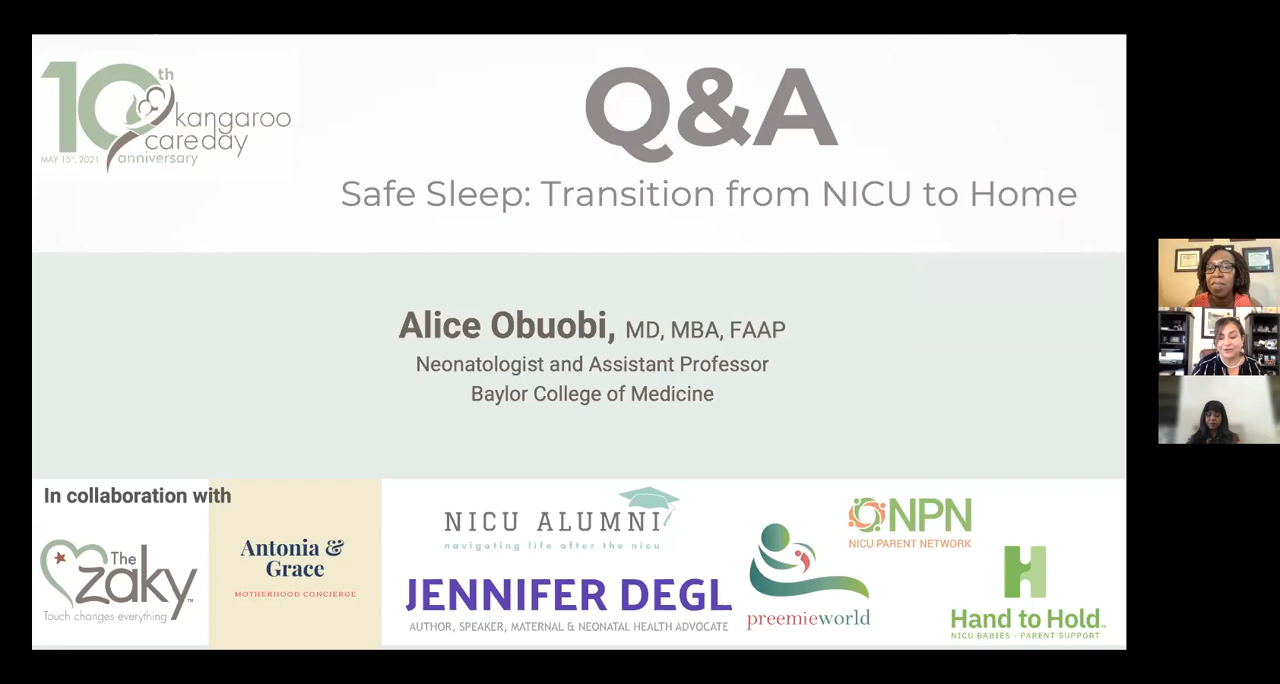 10th
kangaroo
care day
MAY 15th, 2021 anniversary
Q&A
Safe Sleep: Transition from NICU to Home
Alice Obuobi, MD, MBA, FAAP
Neonatologist and Assistant Professor
Baylor College of Medicine
In collaboration with
The
zaky™
Touch changes everything
Antonia &
Grace
MOTHERHOOD CONCIERGE
NICU ALUMNI
navigating life after the nicu
JENNIFER DEGL
AUTHOR, SPEAKER, MATERNAL & NEONATAL HEALTH ADVOCATE
preemieworld
NPN
NICU PARENT NETWORK
Hand to Hold™
NICU BABIES · PARENT SUPPORT